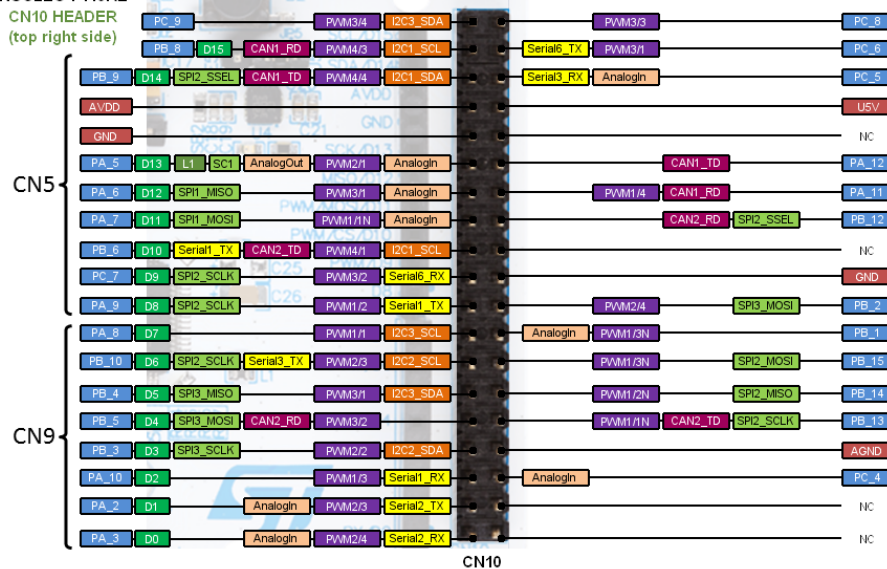 CN10 HEADER
(top right side)
PC_9 PWM3/4 I2C3_SDA PWM3/3 PC_8
PB_8 D15 CAN1_RD PWM4/3 I2C1_SCL Serial6_TX PWM3/1 PC_6
PB_9 D14 SPI2_SSEL CAN1_TD PWM4/4 I2C1_SDA Serial3_RX AnalogIn PC_5
AVDD U5V
GND NC
CN5
PA_5 D13 L1 SC1 AnalogOut PWM2/1 AnalogIn CAN1_TD PA_12
PA_6 D12 SPI1_MISO PWM3/1 AnalogIn PWM1/4 CAN1_RD PA_11
PA_7 D11 SPI1_MOSI PWM1/1N AnalogIn CAN2_RD SPI2_SSEL PB_12
PB_6 D10 Serial1_TX CAN2_TD PWM4/1 I2C1_SCL NC
PC_7 D9 SPI2_SCLK PWM3/2 Serial6_RX GND
PA_9 D8 SPI2_SCLK PWM1/2 Serial1_TX PWM2/4 SPI3_MOSI PB_2
PA_8 D7 PWM1/1 I2C3_SCL AnalogIn PWM1/3N PB_1
PB_10 D6 SPI2_SCLK Serial3_TX PWM2/3 I2C2_SCL PWM1/3N SPI2_MOSI PB_15
PB_4 D5 SPI3_MISO PWM3/1 I2C3_SDA PWM1/2N SPI2_MISO PB_14
CN9
PB_5 D4 SPI3_MOSI CAN2_RD PWM3/2 PWM1/1N CAN2_TD SPI2_SCLK PB_13
PB_3 D3 SPI3_SCLK PWM2/2 I2C2_SDA AGND
PA_10 D2 PWM1/3 Serial1_RX AnalogIn PC_4
PA_2 D1 AnalogIn PWM2/3 Serial2_TX NC
PA_3 D0 AnalogIn PWM2/4 Serial2_RX NC
CN10
AVDD
GND
SCK/D13
C25
C26